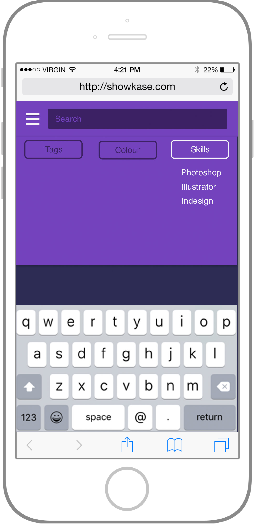 VIRGIN 4:21 PM 22%
http://showkase.com
Search
Tags Colour Skills
Photoshop
Illustrator
Indesign
q w e r t y u i o p
a s d f g h j k l
z x c v b n m
123 space @ . return